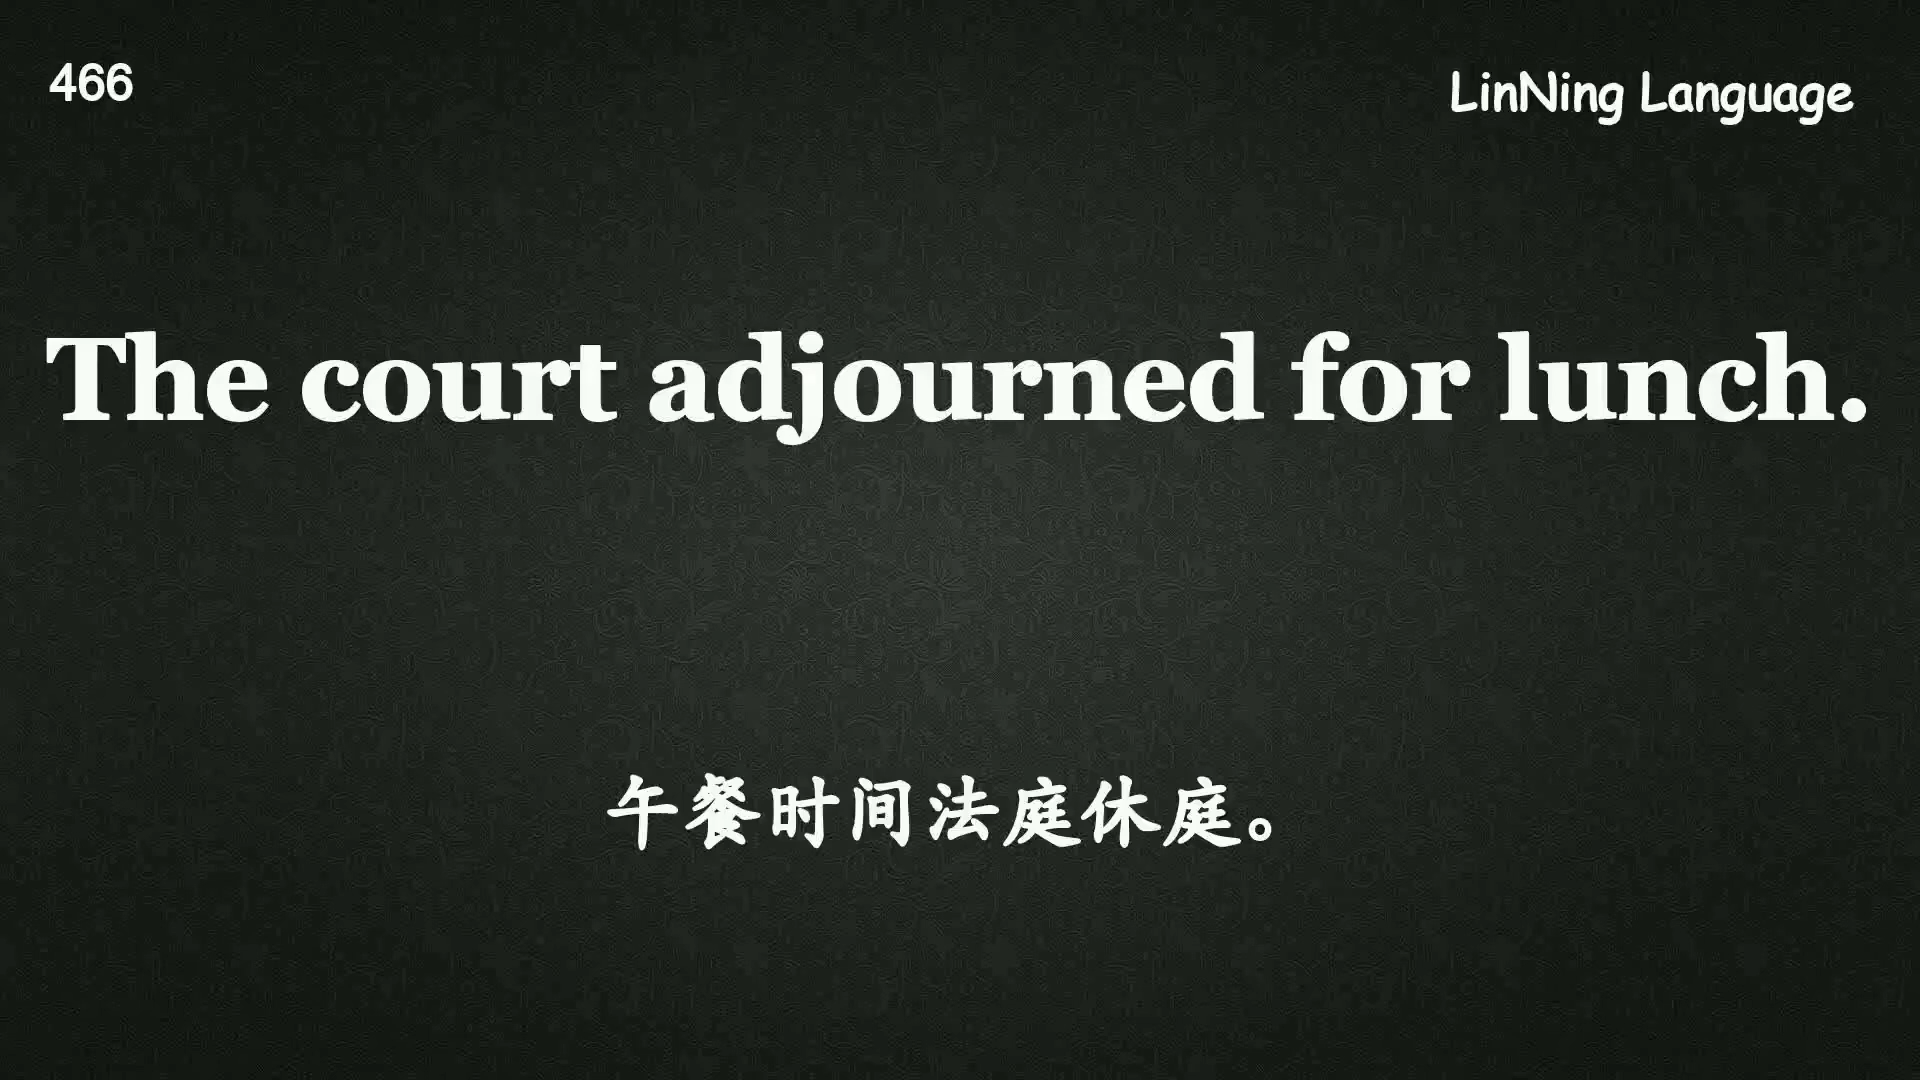 466
LinNing Language
The court adjourned for lunch.
午餐时间法庭休庭。